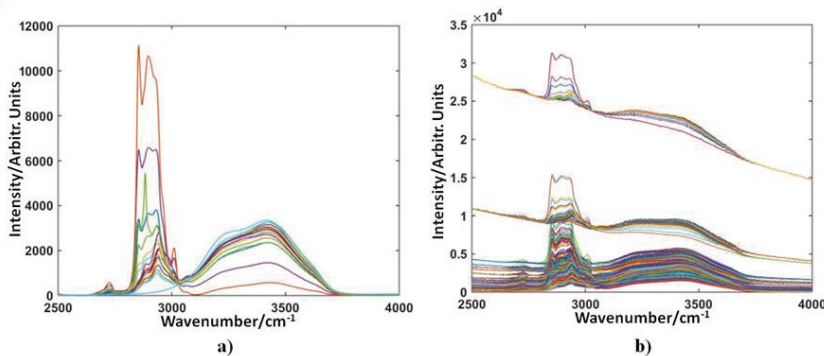 12000
10000
8000
6000
4000
2000
0
Intensity/Arbitr. Units
2500 3000 3500 4000
Wavenumber/cm-1
a)
3.5 x 10⁴
3
2.5
2
1.5
1
0.5
0
Intensity/Arbitr. Units
2500 3000 3500 4000
Wavenumber/cm-1
b)